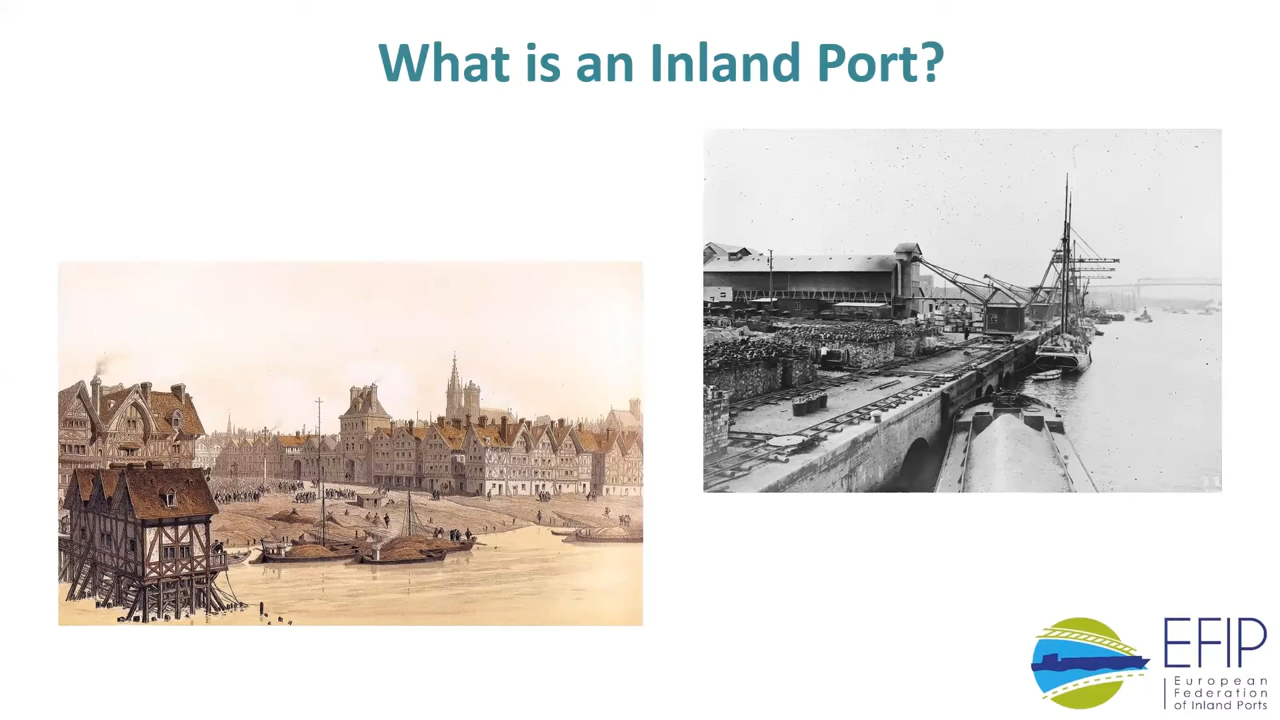 What is an Inland Port?
EFIP
European
Federation
of Inland Ports